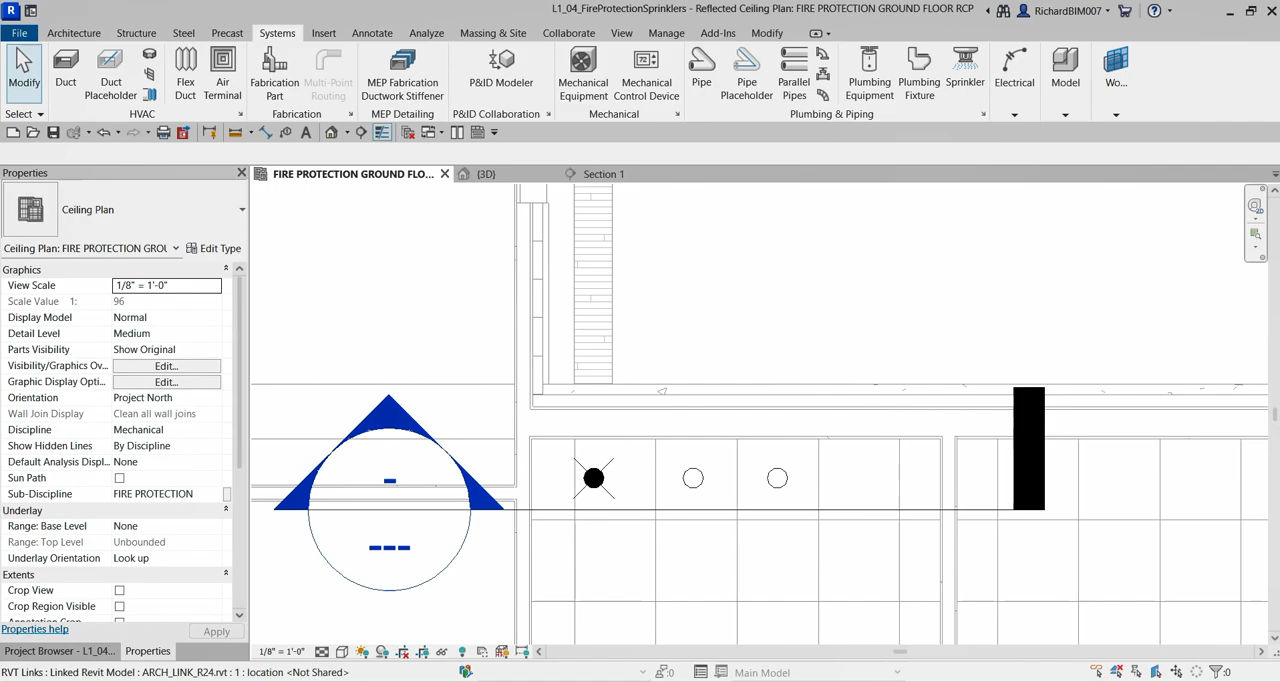 R
L1_04_FireProtectionSprinklers - Reflected Ceiling Plan: FIRE PROTECTION GROUND FLOOR RCP
RichardBIM007
File Architecture Structure Steel Precast Systems Insert Annotate Analyze Massing & Site Collaborate View Manage Add-Ins Modify
Modify
Duct
Duct
Placeholder
Flex
Duct
Air
Terminal
Fabrication
Part
Multi-Point
Routing
MEP Fabrication
Ductwork Stiffener
P&ID Modeler
Mechanical
Equipment
72
Mechanical
Control Device
Pipe
Pipe
Placeholder
Parallel
Pipes
Plumbing
Equipment
Plumbing
Fixture
Sprinkler
Electrical
Model
Wo...
Select HVAC Fabrication MEP Detailing P&ID Collaboration Mechanical Plumbing & Piping
A
Properties
FIRE PROTECTION GROUND FLO... {3D} Section 1
Ceiling Plan
Ceiling Plan: FIRE PROTECTION GROU Edit Type
Graphics
View Scale 1/8" = 1'-0"
Scale Value 1: 96
Display Model Normal
Detail Level Medium
Parts Visibility Show Original
Visibility/Graphics Ov... Edit...
Graphic Display Opti... Edit...
Orientation Project North
Wall Join Display Clean all wall joins
Discipline Mechanical
Show Hidden Lines By Discipline
Default Analysis Displ... None
Sun Path
Sub-Discipline FIRE PROTECTION
Underlay
Range: Base Level None
Range: Top Level Unbounded
Underlay Orientation Look up
Extents
Crop View
Crop Region Visible
Annotation Crop
Properties help Apply
Project Browser - L1_04... Properties
1/8" = 1'-0"
RVT Links : Linked Revit Model : ARCH_LINK_R24.rvt : 1 : location <Not Shared>
:0
Main Model
:0
- 
---